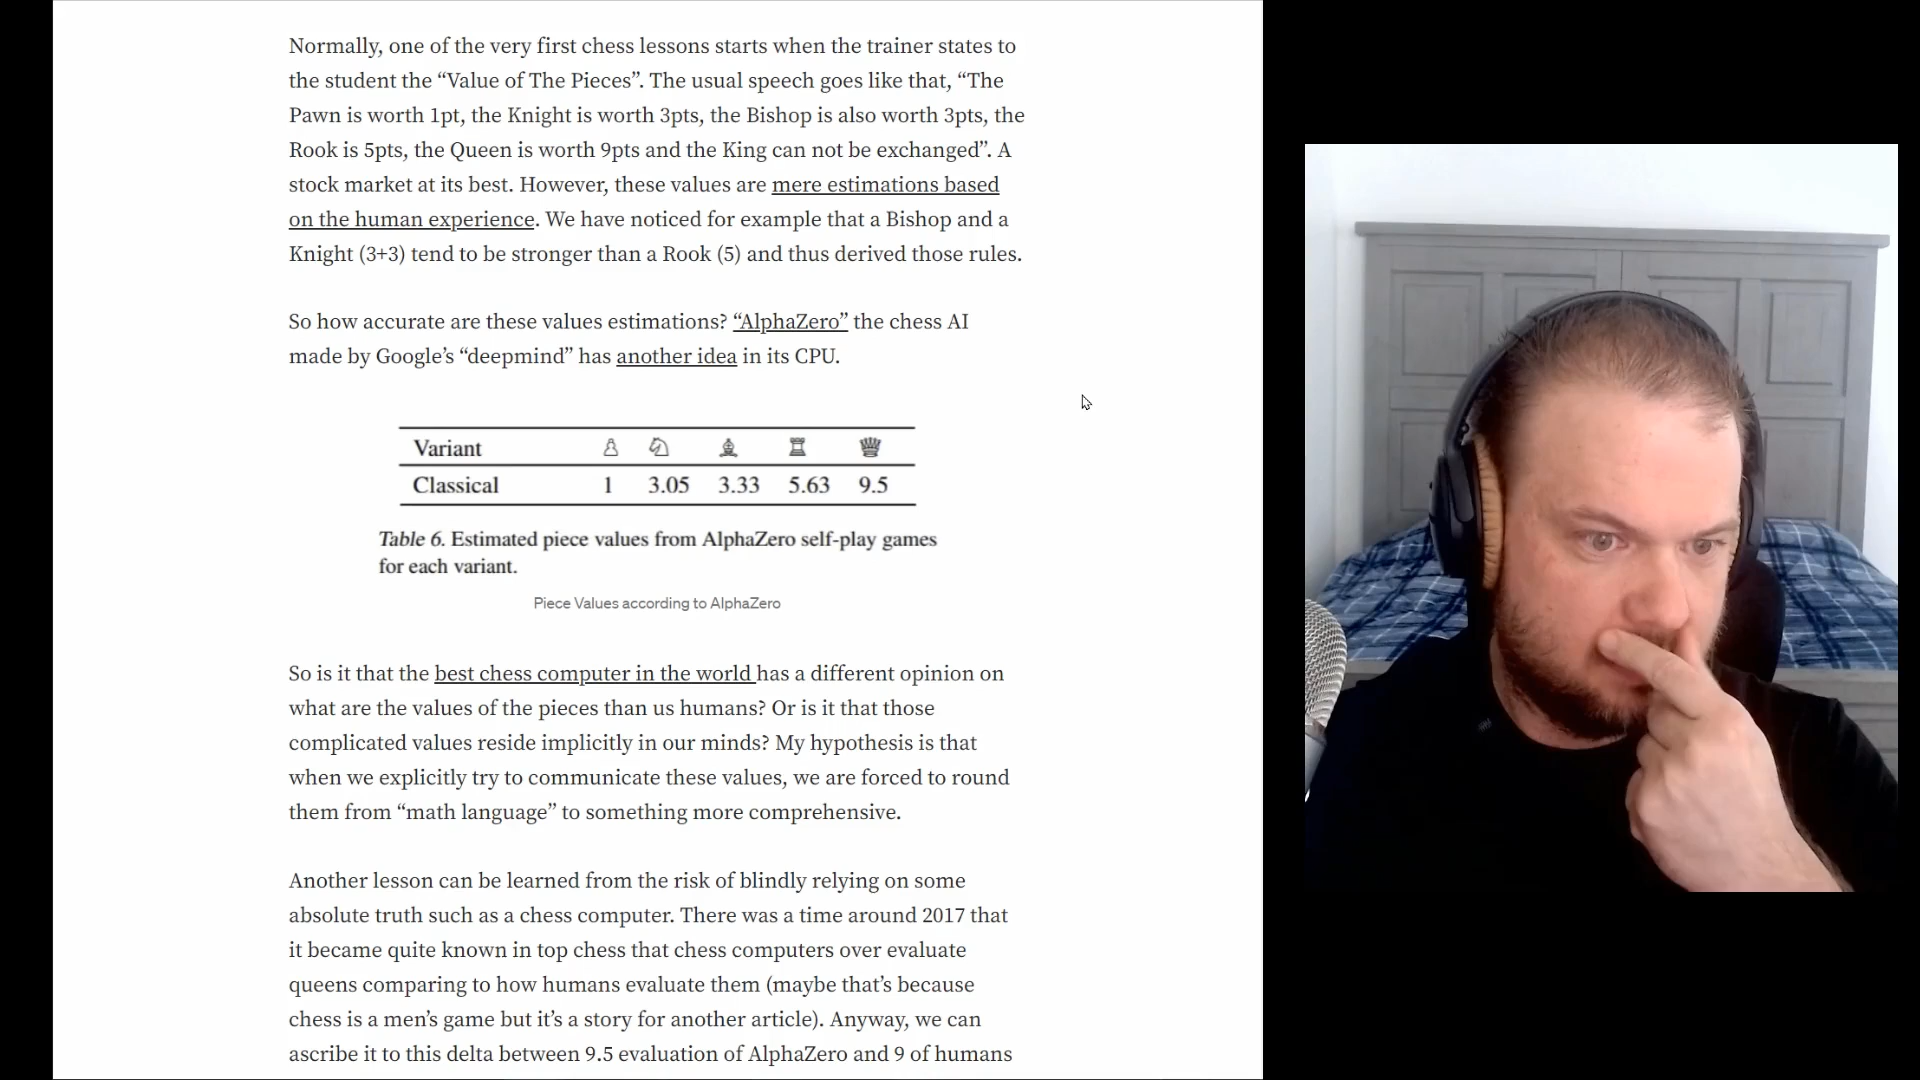 Normally, one of the very first chess lessons starts when the trainer states to
the student the “Value of The Pieces”. The usual speech goes like that, “The
Pawn is worth 1pt, the Knight is worth 3pts, the Bishop is also worth 3pts, the
Rook is 5pts, the Queen is worth 9pts and the King can not be exchanged”. A
stock market at its best. However, these values are mere estimations based
on the human experience. We have noticed for example that a Bishop and a
Knight (3+3) tend to be stronger than a Rook (5) and thus derived those rules.
So how accurate are these values estimations? “AlphaZero” the chess AI
made by Google’s “deepmind” has another idea in its CPU.
Variant ♙ ♘ ♗ ♖ ♕
Classical 1 3.05 3.33 5.63 9.5
Table 6. Estimated piece values from AlphaZero self-play games
for each variant.
Piece Values according to AlphaZero
So is it that the best chess computer in the world has a different opinion on
what are the values of the pieces than us humans? Or is it that those
complicated values reside implicitly in our minds? My hypothesis is that
when we explicitly try to communicate these values, we are forced to round
them from “math language” to something more comprehensive.
Another lesson can be learned from the risk of blindly relying on some
absolute truth such as a chess computer. There was a time around 2017 that
it became quite known in top chess that chess computers over evaluate
queens comparing to how humans evaluate them (maybe that’s because
chess is a men’s game but it’s a story for another article). Anyway, we can
ascribe it to this delta between 9.5 evaluation of AlphaZero and 9 of humans